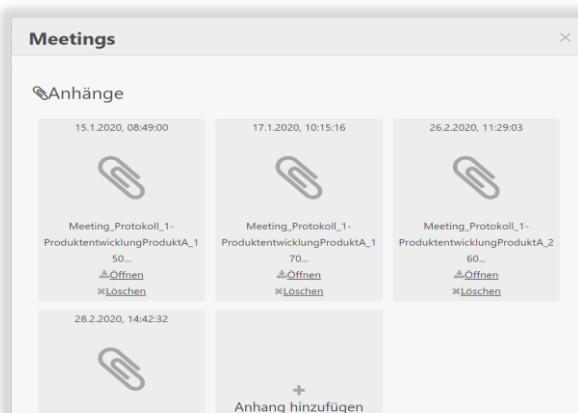 Meetings
Anhänge
15.1.2020, 08:49:00
Meeting_Protokoll_1-
ProduktentwicklungProduktA_1
50...
Öffnen
Löschen
17.1.2020, 10:15:16
Meeting_Protokoll_1-
ProduktentwicklungProduktA_1
70...
Öffnen
Löschen
26.2.2020, 11:29:03
Meeting_Protokoll_1-
ProduktentwicklungProduktA_2
60...
Öffnen
Löschen
28.2.2020, 14:42:32
Anhang hinzufügen